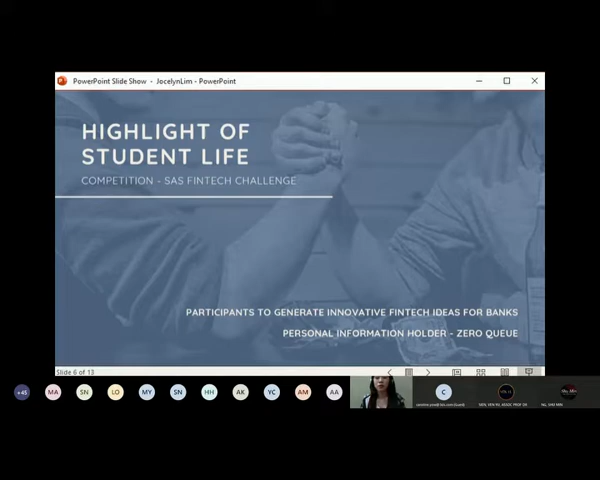 PowerPoint Slide Show - JocelynLim - PowerPoint
HIGHLIGHT OF
STUDENT LIFE
COMPETITION - SAS FINTECH CHALLENGE
PARTICIPANTS TO GENERATE INNOVATIVE FINTECH IDEAS FOR BANKS
PERSONAL INFORMATION HOLDER - ZERO QUEUE
Slide 6 of 13
+45
MA
SN
LO
MY
SN
HH
AK
YC
AM
AA
C